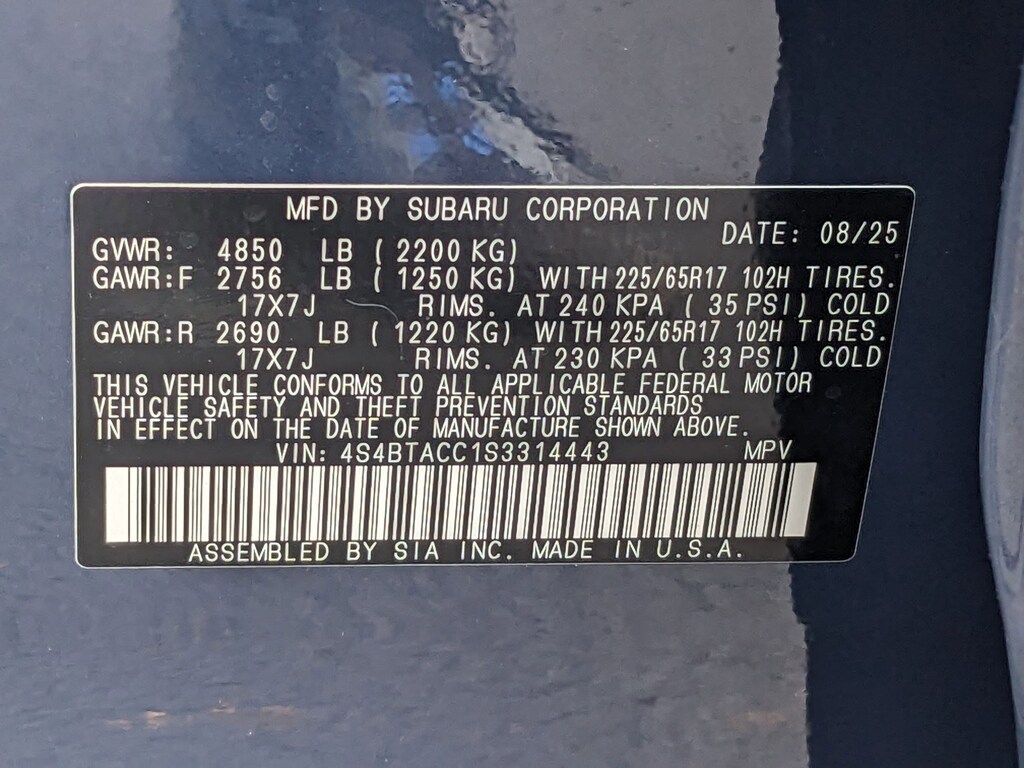 MFD BY SUBARU CORPORATION
DATE: 08/25
GVWR: 4850 LB ( 2200 KG)
GAWR:F 2756 LB ( 1250 KG) WITH 225/65R17 102H TIRES.
17X7J RIMS. AT 240 KPA ( 35 PSI) COLD
GAWR:R 2690 LB ( 1220 KG) WITH 225/65R17 102H TIRES.
17X7J RIMS. AT 230 KPA ( 33 PSI) COLD
THIS VEHICLE CONFORMS TO ALL APPLICABLE FEDERAL MOTOR
VEHICLE SAFETY AND THEFT PREVENTION STANDARDS
IN EFFECT ON THE DATE OF MANUFACTURE SHOWN ABOVE.
VIN: 4S4BTACC1S3314443 MPV
ASSEMBLED BY SIA INC. MADE IN U.S.A.